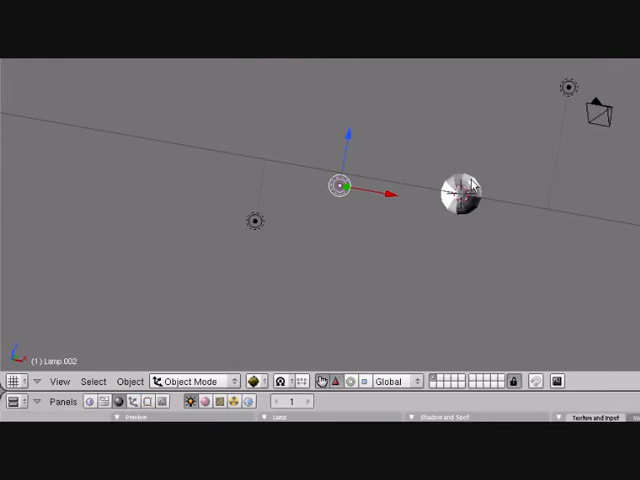 (1) Lamp.002
View Select Object Object Mode Global
Panels 1
Preview Lamp Shadow and Spot Texture and Input